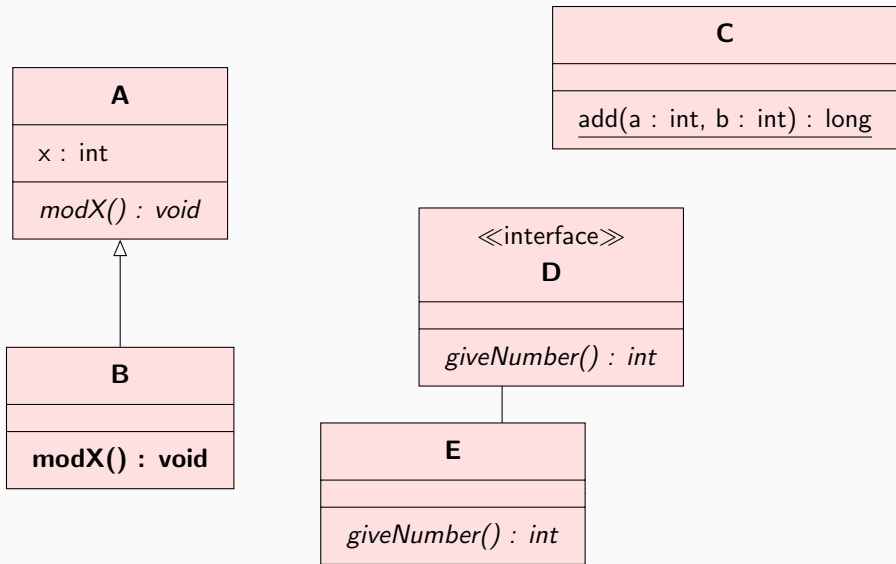 A
x : int
modX() : void
B
modX() : void
C
add(a : int, b : int) : long
≪interface≫
D
giveNumber() : int
E
giveNumber() : int